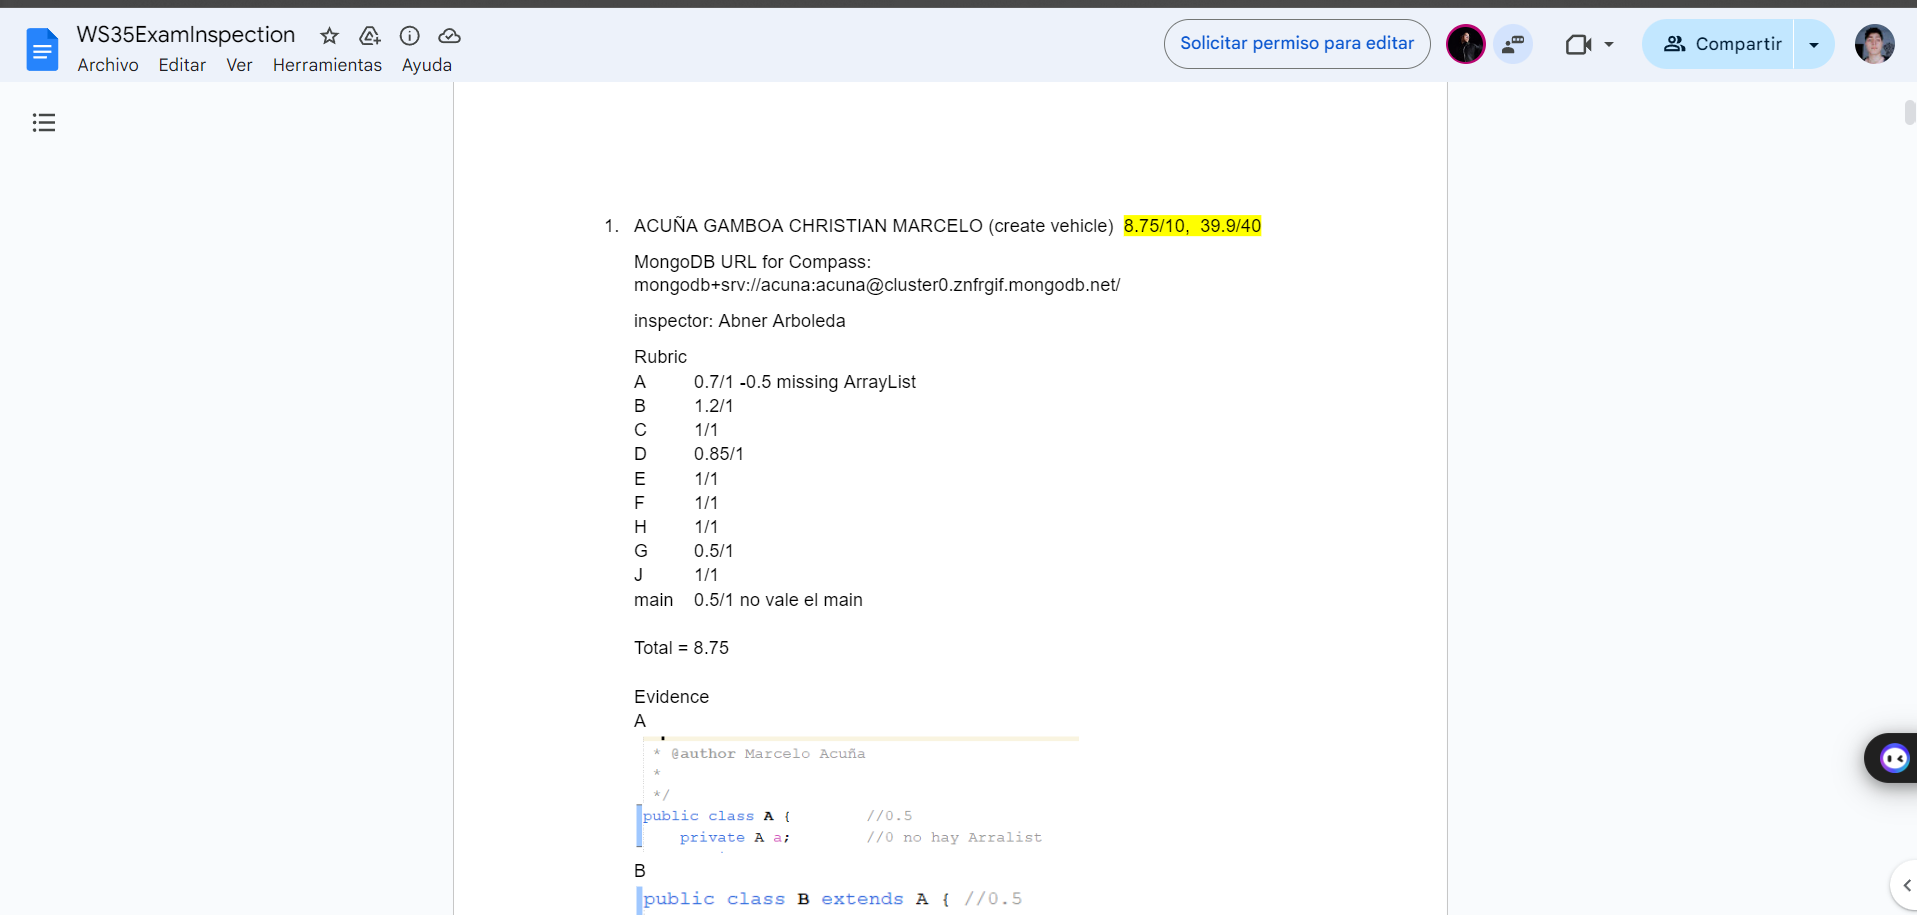 WS35ExamInspection
Archivo Editar Ver Herramientas Ayuda
Solicitar permiso para editar
Compartir
1. ACUÑA GAMBOA CHRISTIAN MARCELO (create vehicle) 8.75/10, 39.9/40
MongoDB URL for Compass:
mongodb+srv://acuna:acuna@cluster0.znfrgif.mongodb.net/
inspector: Abner Arboleda
Rubric
A 0.7/1 -0.5 missing ArrayList
B 1.2/1
C 1/1
D 0.85/1
E 1/1
F 1/1
H 1/1
G 0.5/1
J 1/1
main 0.5/1 no vale el main
Total = 8.75
Evidence
A
* @author Marcelo Acuña
*
*/
public class A { //0.5
private A a; //0 no hay Arralist
B
public class B extends A { //0.5